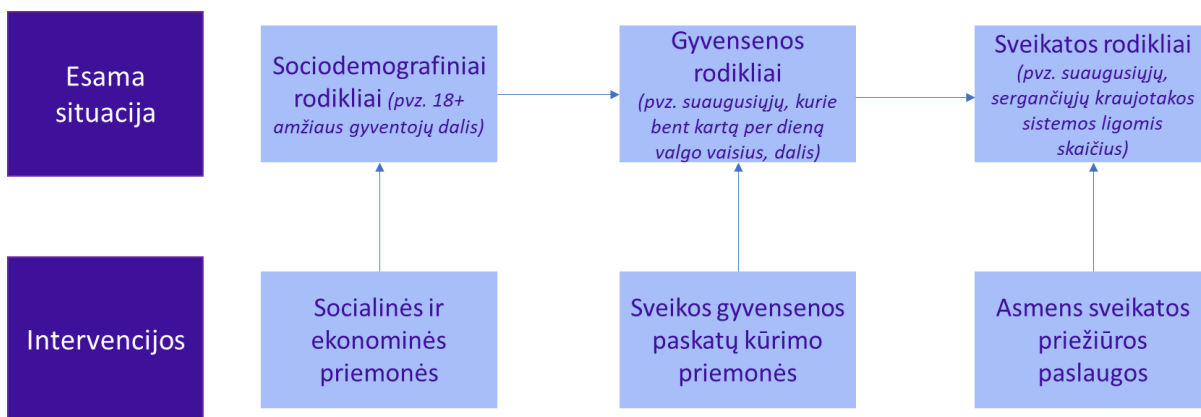 Esama
situacija
Sociodemografiniai
rodikliai (pvz. 18+
amžiaus gyventojų dalis)
Gyvensenos
rodikliai
(pvz. suaugusiųjų, kurie
bent kartą per dieną
valgo vaisius, dalis)
Sveikatos rodikliai
(pvz. suaugusiųjų,
sergančiųjų kraujotakos
sistemos ligomis
skaičius)
Intervencijos
Socialinės ir
ekonominės
priemonės
Sveikos gyvensenos
paskatų kūrimo
priemonės
Asmens sveikatos
priežiūros
paslaugos